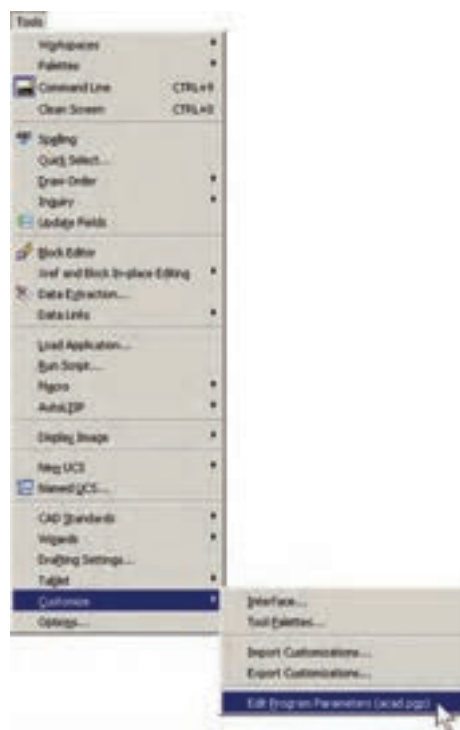 Tools
Workspaces
Palettes
Command Line CTRL+9
Clean Screen CTRL+0
Spelling
Quick Select...
Draw Order
Inquiry
Update Fields
Block Editor
Xref and Block In-place Editing
Data Extraction...
Data Links
Load Application...
Run Script...
Macro
AutoLISP
Display Image
New UCS
Named UCS...
CAD Standards
Wizards
Drafting Settings...
Tablet
Customize
Options...
Interface...
Tool Palettes...
Import Customizations...
Export Customizations...
Edit Program Parameters (acad.pgp)